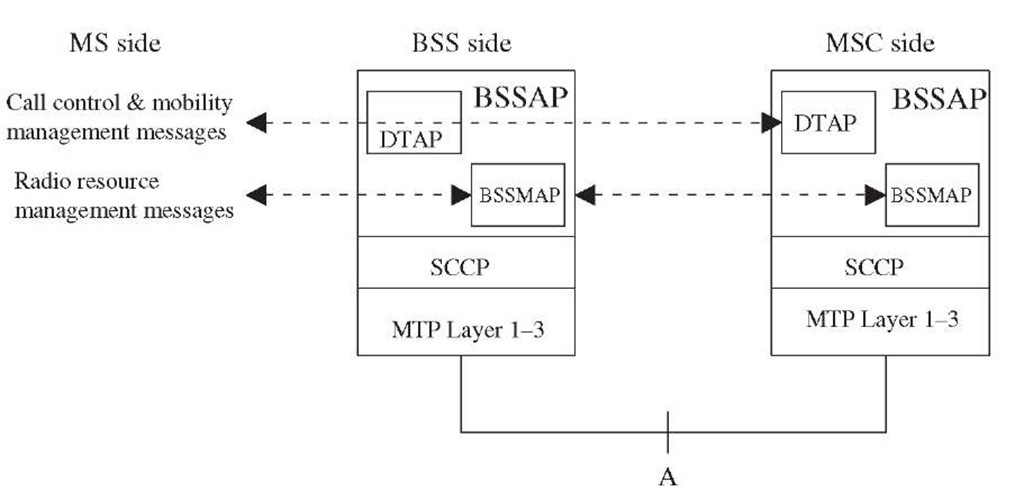 MS side
BSS side
MSC side
Call control & mobility
management messages
BSSAP
DTAP
BSSAP
DTAP
Radio resource
management messages
BSSMAP
BSSMAP
SCCP
SCCP
MTP Layer 1–3
MTP Layer 1–3
A